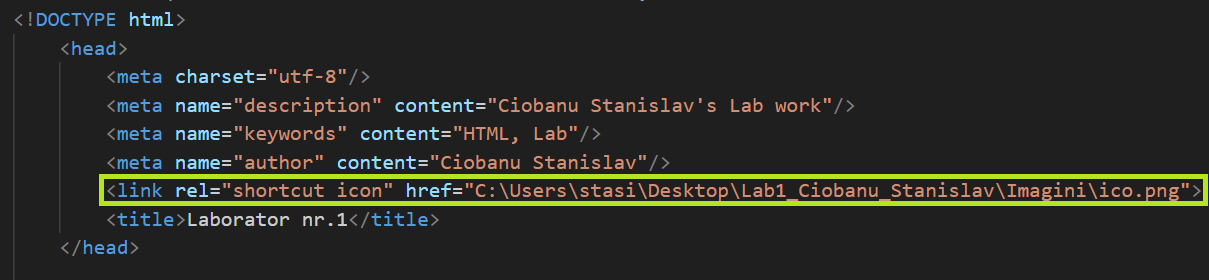 <!DOCTYPE html>
<head>
<meta charset="utf-8"/>
<meta name="description" content="Ciobanu Stanislav's Lab work"/>
<meta name="keywords" content="HTML, Lab"/>
<meta name="author" content="Ciobanu Stanislav"/>
<link rel="shortcut icon" href="C:\Users\stasi\Desktop\Lab1_Ciobanu_Stanislav\Imagini\ico.png">
<title>Laborator nr.1</title>
</head>